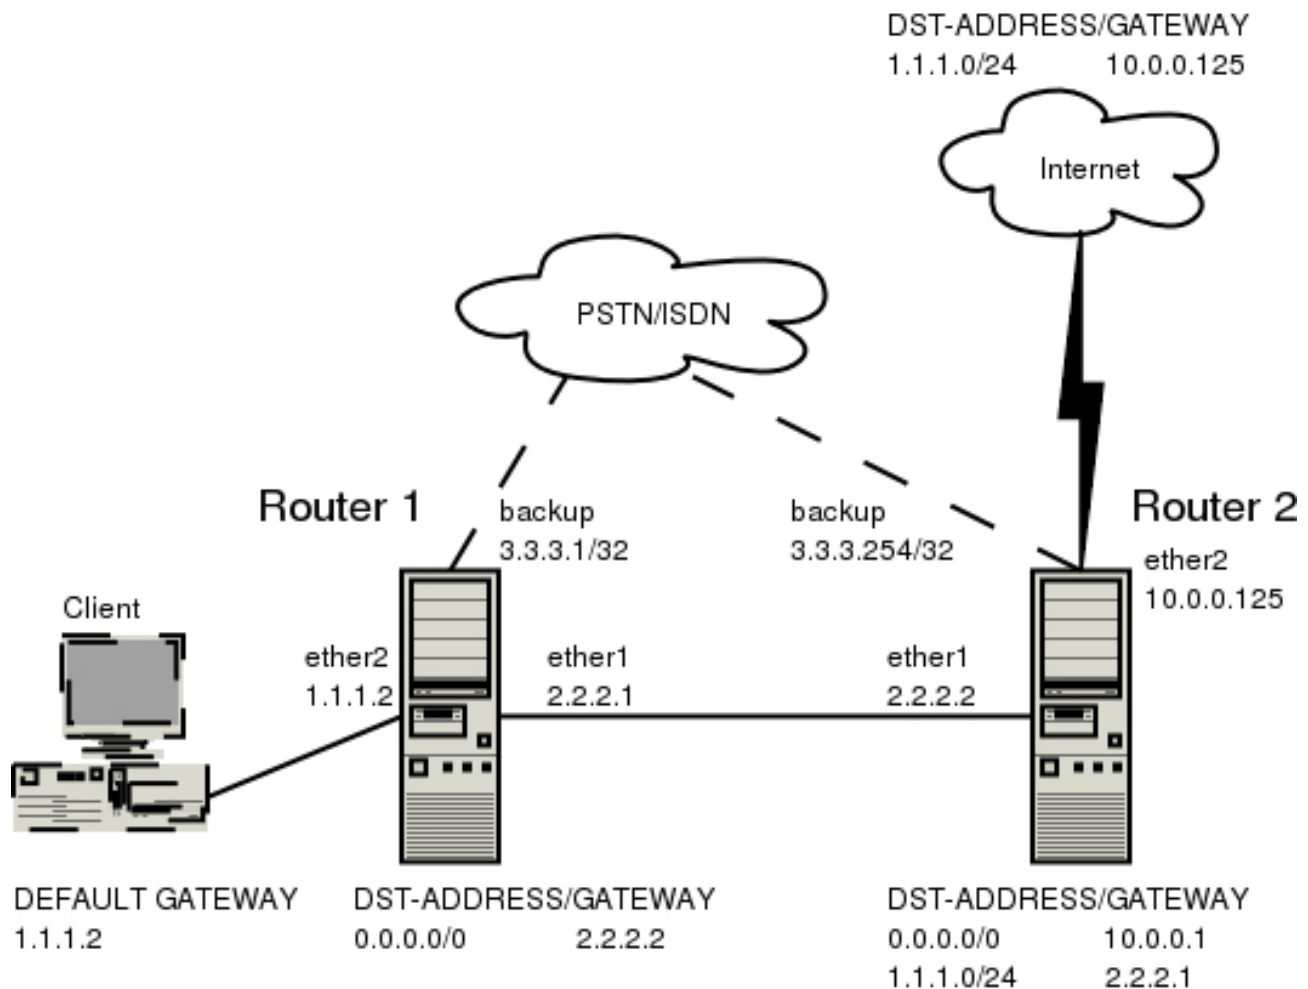 DST-ADDRESS/GATEWAY
1.1.1.0/24 10.0.0.125
Internet
PSTN/ISDN
Router 1
backup
3.3.3.1/32
backup
3.3.3.254/32
Router 2
ether2
10.0.0.125
Client
ether2
1.1.1.2
ether1
2.2.2.1
ether1
2.2.2.2
DEFAULT GATEWAY
1.1.1.2
DST-ADDRESS/GATEWAY
0.0.0.0/0 2.2.2.2
DST-ADDRESS/GATEWAY
0.0.0.0/0 10.0.0.1
1.1.1.0/24 2.2.2.1